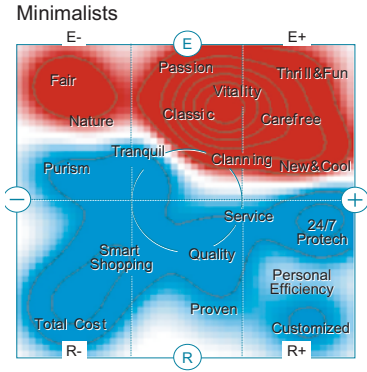 Minimalists
E- E E+
Passion
Thrill&Fun
Fair
Vitality
Classic
Carefree
Nature
Tranquil
Clanning
New&Cool
Purism
− +
Service
24/7
Protech
Smart
Shopping
Quality
Personal
Efficiency
Proven
Total Cost
Customized
R- R R+